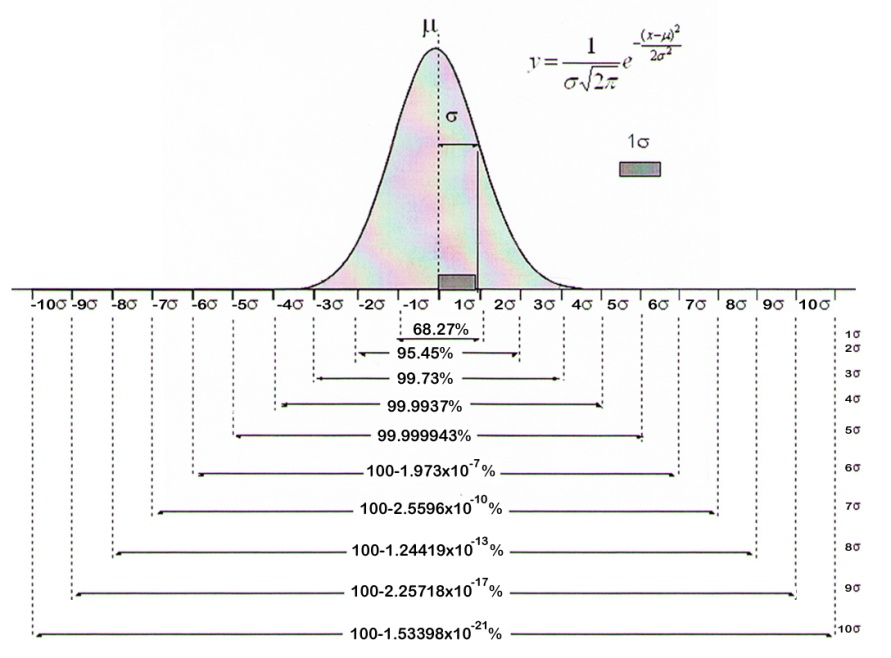 μ
y = 1/(σ√2π) e^(-(x-μ)²/(2σ²))
σ
1σ
-10σ -9σ -8σ -7σ -6σ -5σ -4σ -3σ -2σ -1σ 1σ 2σ 3σ 4σ 5σ 6σ 7σ 8σ 9σ 10σ
68.27% 1σ
95.45% 2σ
99.73% 3σ
99.9937% 4σ
99.999943% 5σ
100-1.973x10⁻⁷% 6σ
100-2.5596x10⁻¹⁰% 7σ
100-1.24419x10⁻¹³% 8σ
100-2.25718x10⁻¹⁷% 9σ
100-1.53398x10⁻²¹% 10σ